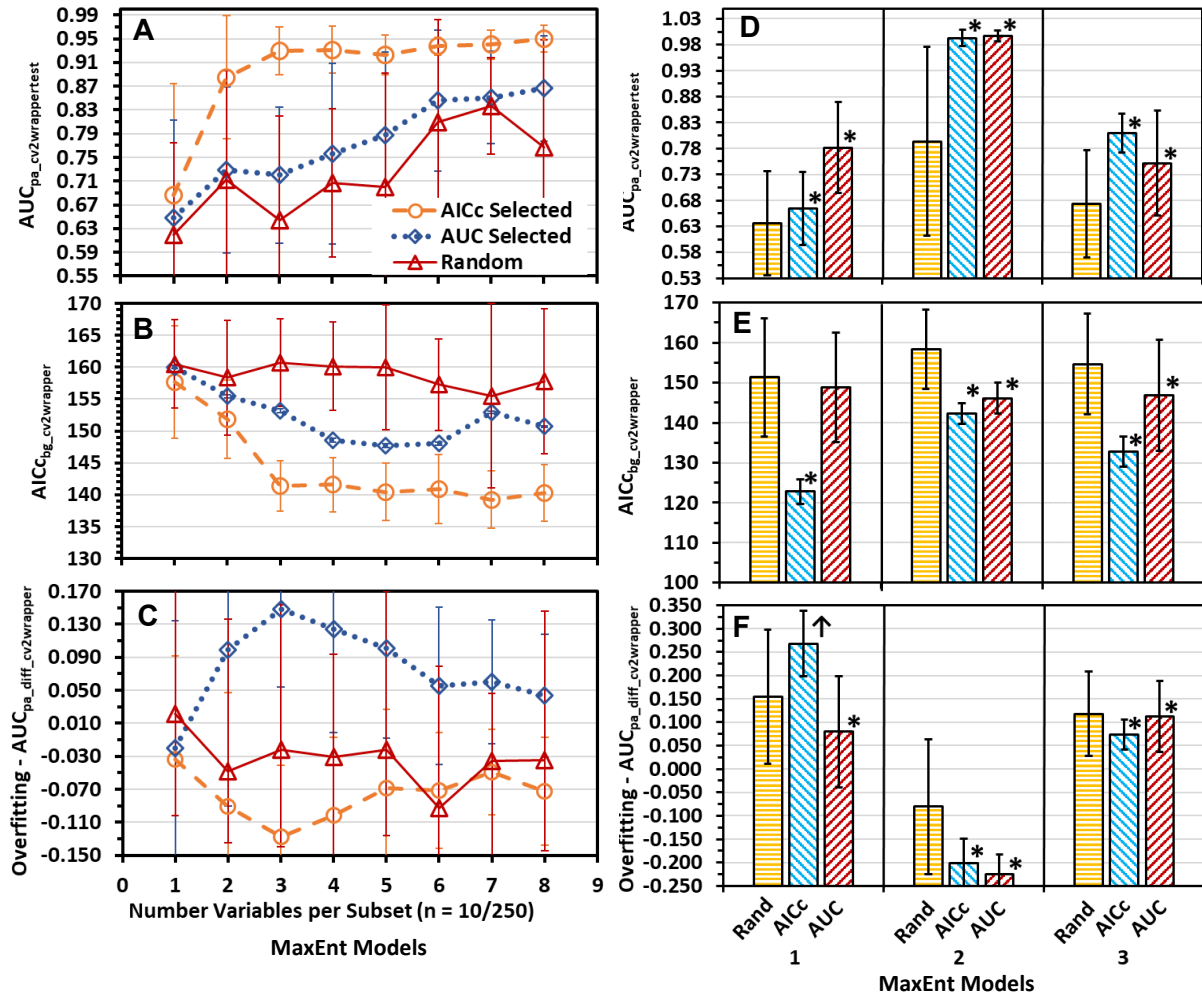 A
AUCpa_cv2wrappertest
0.99
0.95
0.91
0.87
0.83
0.79
0.75
0.71
0.67
0.63
0.59
0.55
AICc Selected
AUC Selected
Random
B
AICcbg_cv2wrapper
170
165
160
155
150
145
140
135
130
C
Overfitting - AUCpa_diff_cv2wrapper
0.170
0.130
0.090
0.050
0.010
-0.030
-0.070
-0.110
-0.150
0 1 2 3 4 5 6 7 8 9
Number Variables per Subset (n = 10/250)
MaxEnt Models
D
AUCpa_cv2wrappertest
1.03
0.98
0.93
0.88
0.83
0.78
0.73
0.68
0.63
0.58
0.53
* * * * *
E
AICcbg_cv2wrapper
170
160
150
140
130
120
110
100
* * * * *
F
Overfitting - AUCpa_diff_cv2wrapper
0.350
0.300
0.250
0.200
0.150
0.100
0.050
0.000
-0.050
-0.100
-0.150
-0.200
-0.250
↑ * * * * *
Rand AICc AUC Rand AICc AUC Rand AICc AUC
1 2 3
MaxEnt Models